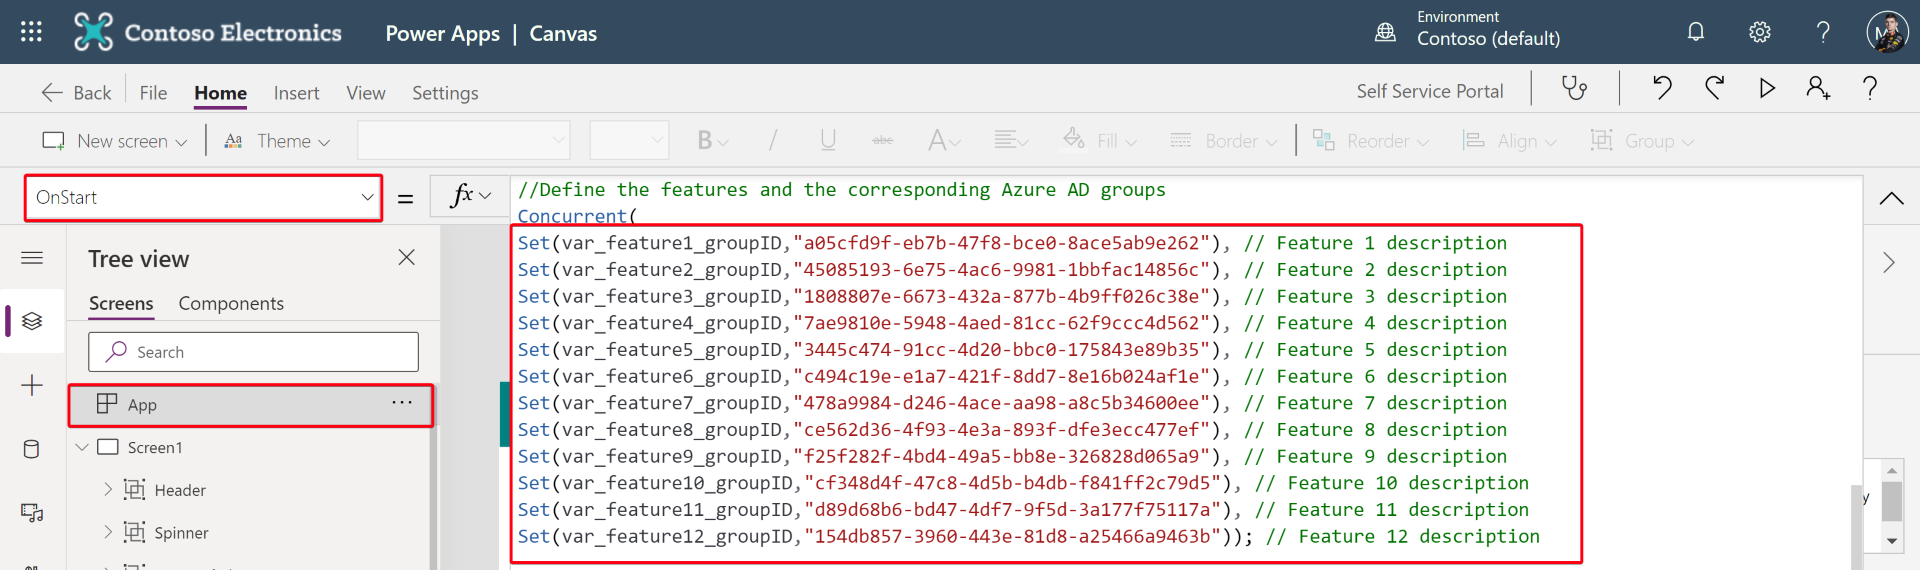 Contoso Electronics Power Apps | Canvas
Environment
Contoso (default)
?
Back File Home Insert View Settings
Self Service Portal
?
New screen Aa Theme B / U abc A Fill Border Reorder Align Group
OnStart = fx
//Define the features and the corresponding Azure AD groups
Concurrent(
Set(var_feature1_groupID,"a05cfd9f-eb7b-47f8-bce0-8ace5ab9e262"), // Feature 1 description
Set(var_feature2_groupID,"45085193-6e75-4ac6-9981-1bbfac14856c"), // Feature 2 description
Set(var_feature3_groupID,"1808807e-6673-432a-877b-4b9ff026c38e"), // Feature 3 description
Set(var_feature4_groupID,"7ae9810e-5948-4aed-81cc-62f9ccc4d562"), // Feature 4 description
Set(var_feature5_groupID,"3445c474-91cc-4d20-bbc0-175843e89b35"), // Feature 5 description
Set(var_feature6_groupID,"c494c19e-e1a7-421f-8dd7-8e16b024af1e"), // Feature 6 description
Set(var_feature7_groupID,"478a9984-d246-4ace-aa98-a8c5b34600ee"), // Feature 7 description
Set(var_feature8_groupID,"ce562d36-4f93-4e3a-893f-dfe3ecc477ef"), // Feature 8 description
Set(var_feature9_groupID,"f25f282f-4bd4-49a5-bb8e-326828d065a9"), // Feature 9 description
Set(var_feature10_groupID,"cf348d4f-47c8-4d5b-b4db-f841ff2c79d5"), // Feature 10 description
Set(var_feature11_groupID,"d89d68b6-bd47-4df7-9f5d-3a177f75117a"), // Feature 11 description
Set(var_feature12_groupID,"154db857-3960-443e-81d8-a25466a9463b")); // Feature 12 description
Tree view
Screens Components
Search
App ...
Screen1
Header
Spinner